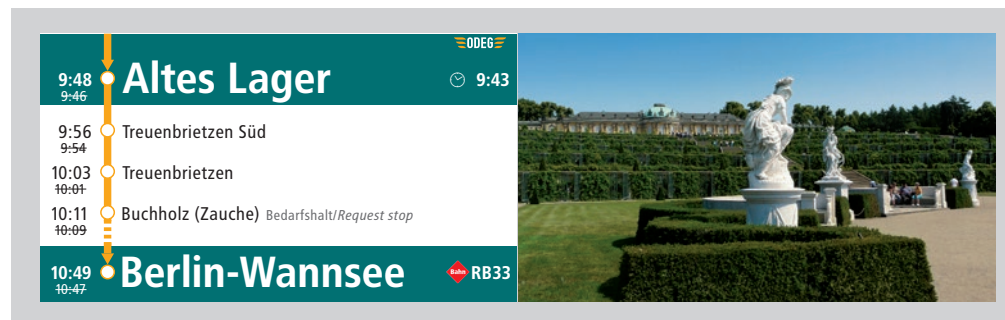 ODEG
9:48 Altes Lager 9:43
9:46
9:56 Treuenbrietzen Süd
9:54
10:03 Treuenbrietzen
10:01
10:11 Buchholz (Zauche) Bedarfshalt/Request stop
10:09
10:49 Berlin-Wannsee Bahn RB33
10:47